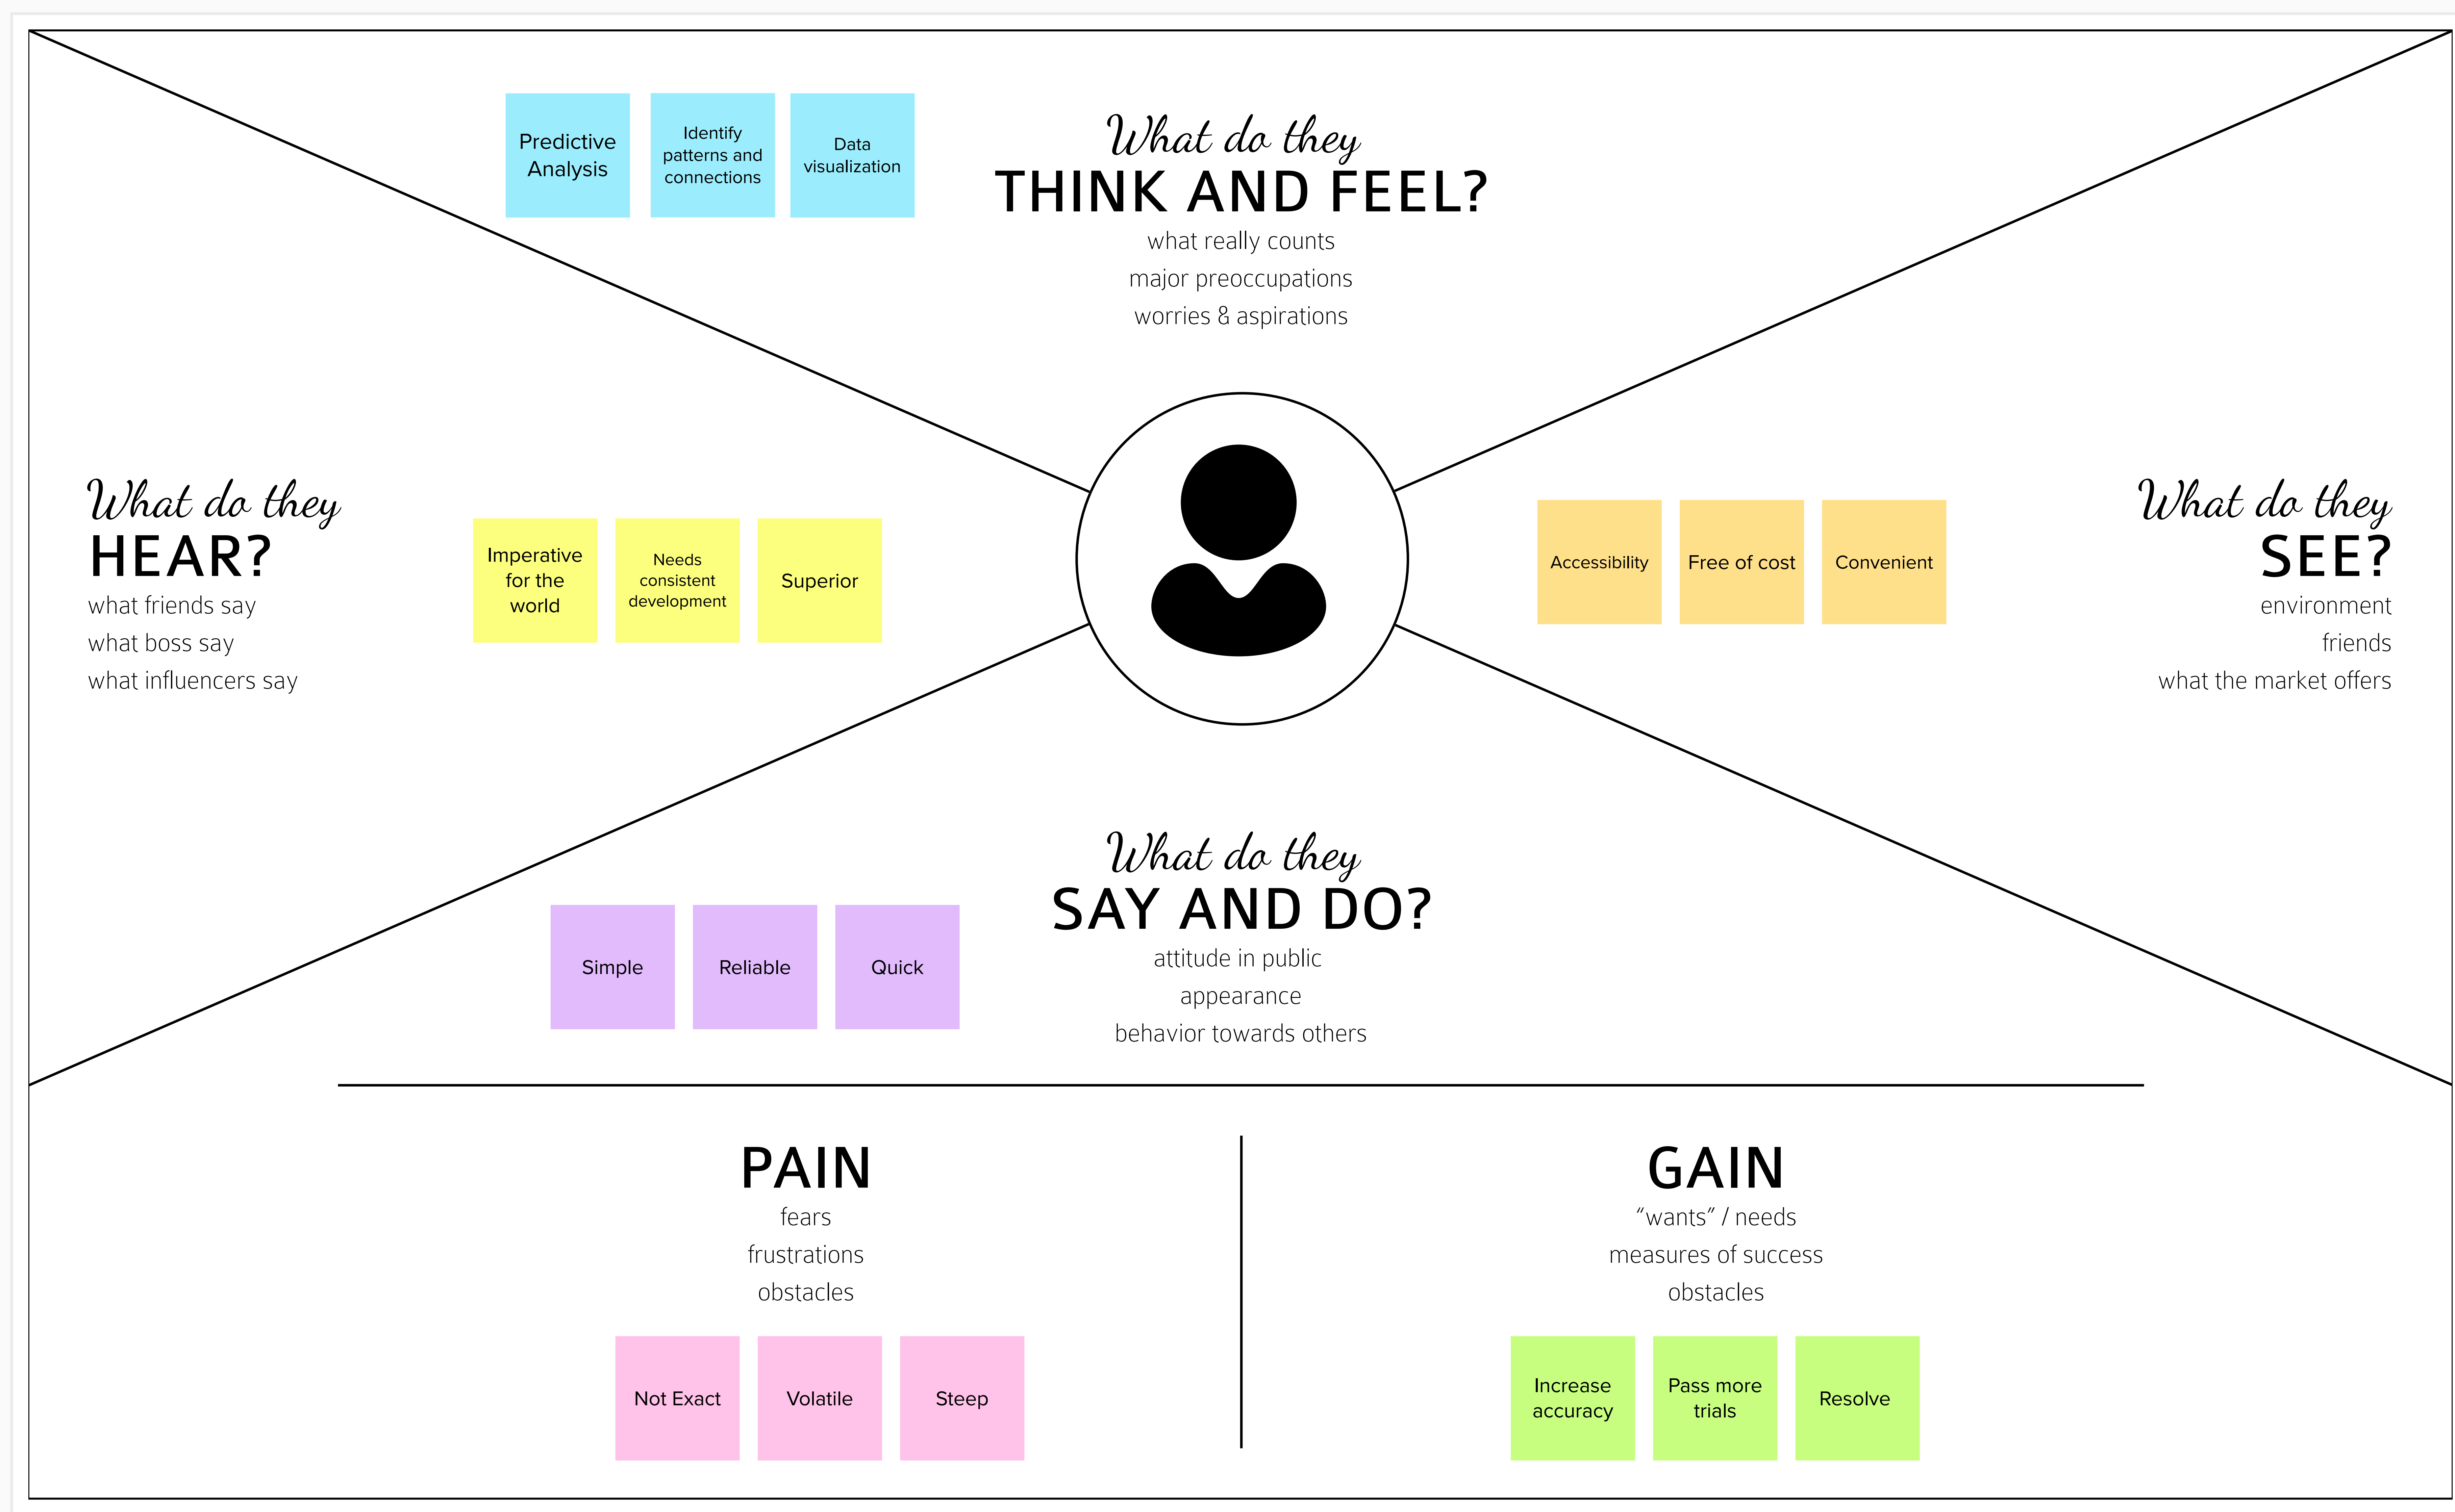 Predictive
Analysis
Identify
patterns and
connections
Data
visualization
What do they
THINK AND FEEL?
what really counts
major preoccupations
worries & aspirations
What do they
HEAR?
what friends say
what boss say
what influencers say
Imperative
for the
world
Needs
consistent
development
Superior
Accessibility
Free of cost
Convenient
What do they
SEE?
environment
friends
what the market offers
What do they
SAY AND DO?
attitude in public
appearance
behavior towards others
Simple
Reliable
Quick
PAIN
fears
frustrations
obstacles
Not Exact
Volatile
Steep
GAIN
“wants” / needs
measures of success
obstacles
Increase
accuracy
Pass more
trials
Resolve